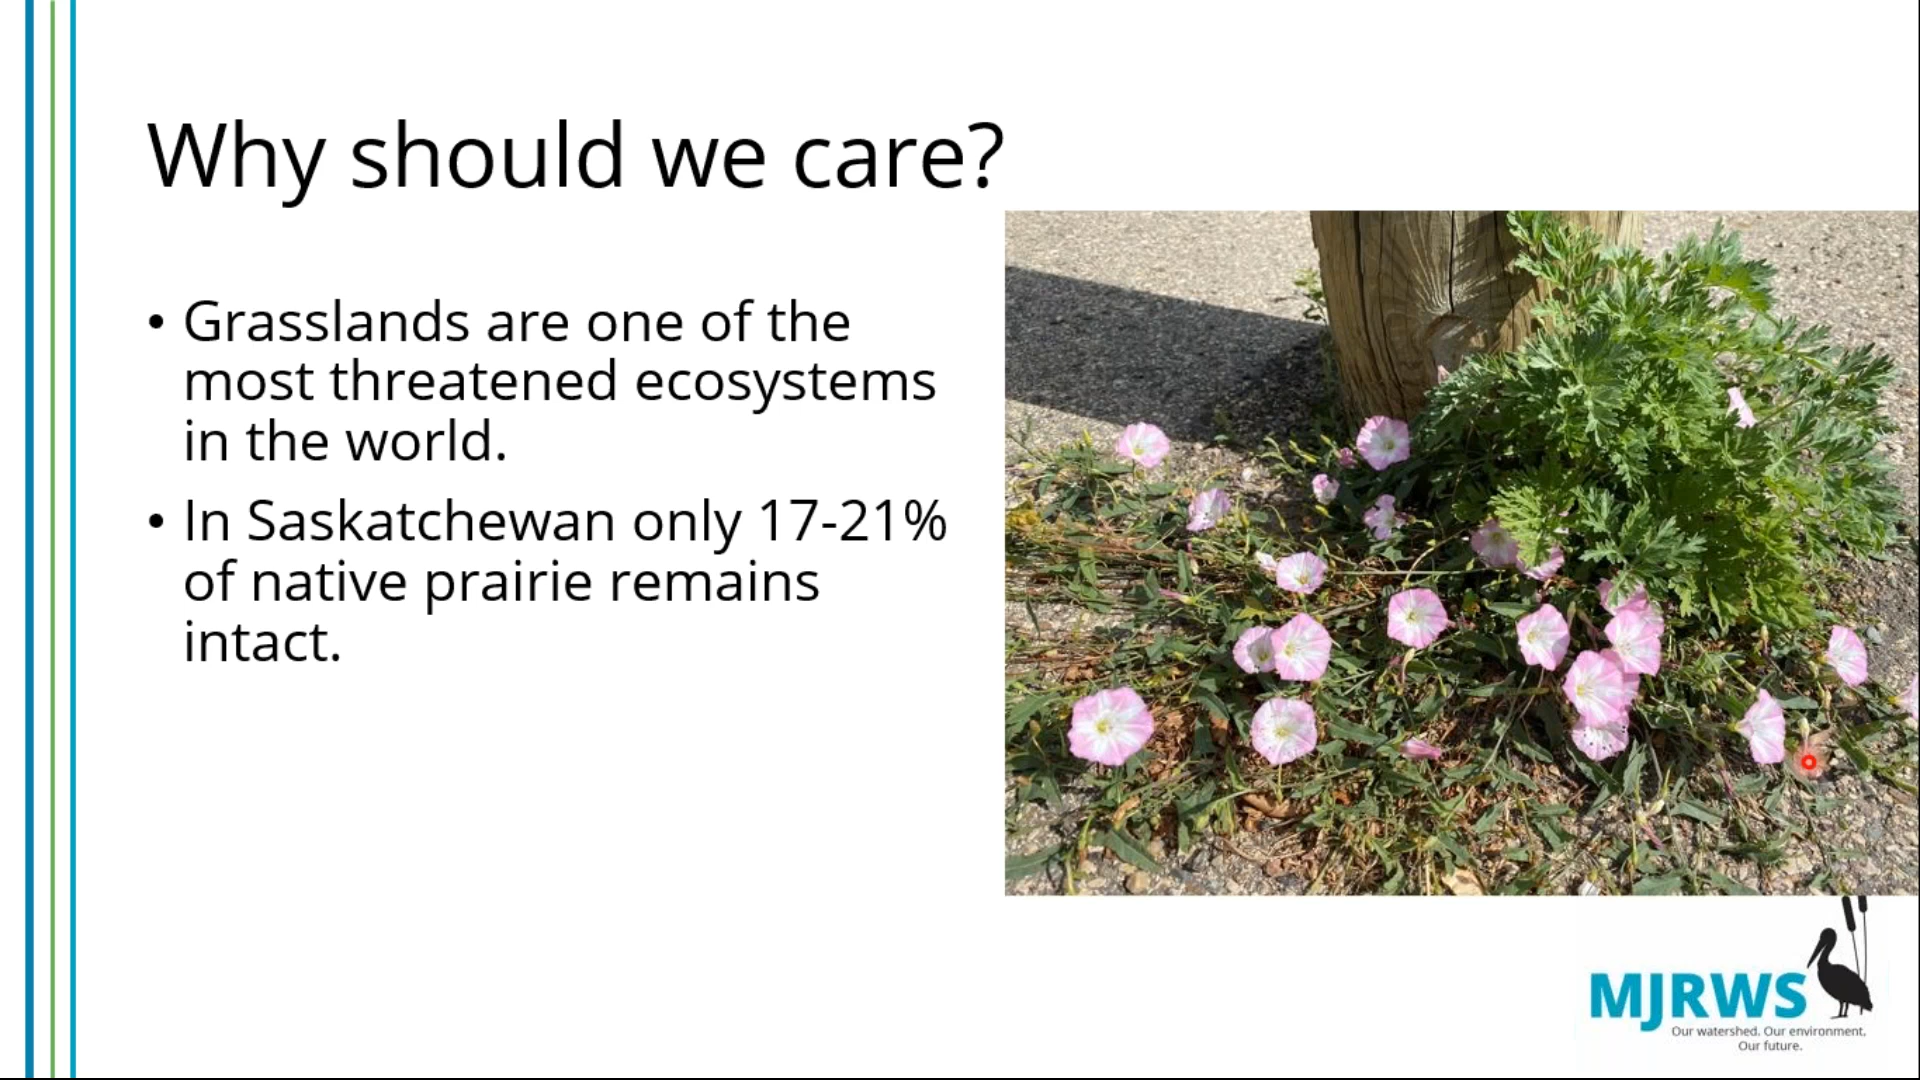 Why should we care?
• Grasslands are one of the
most threatened ecosystems
in the world.
• In Saskatchewan only 17-21%
of native prairie remains
intact.
MJRWS
Our watershed. Our environment.
Our future.